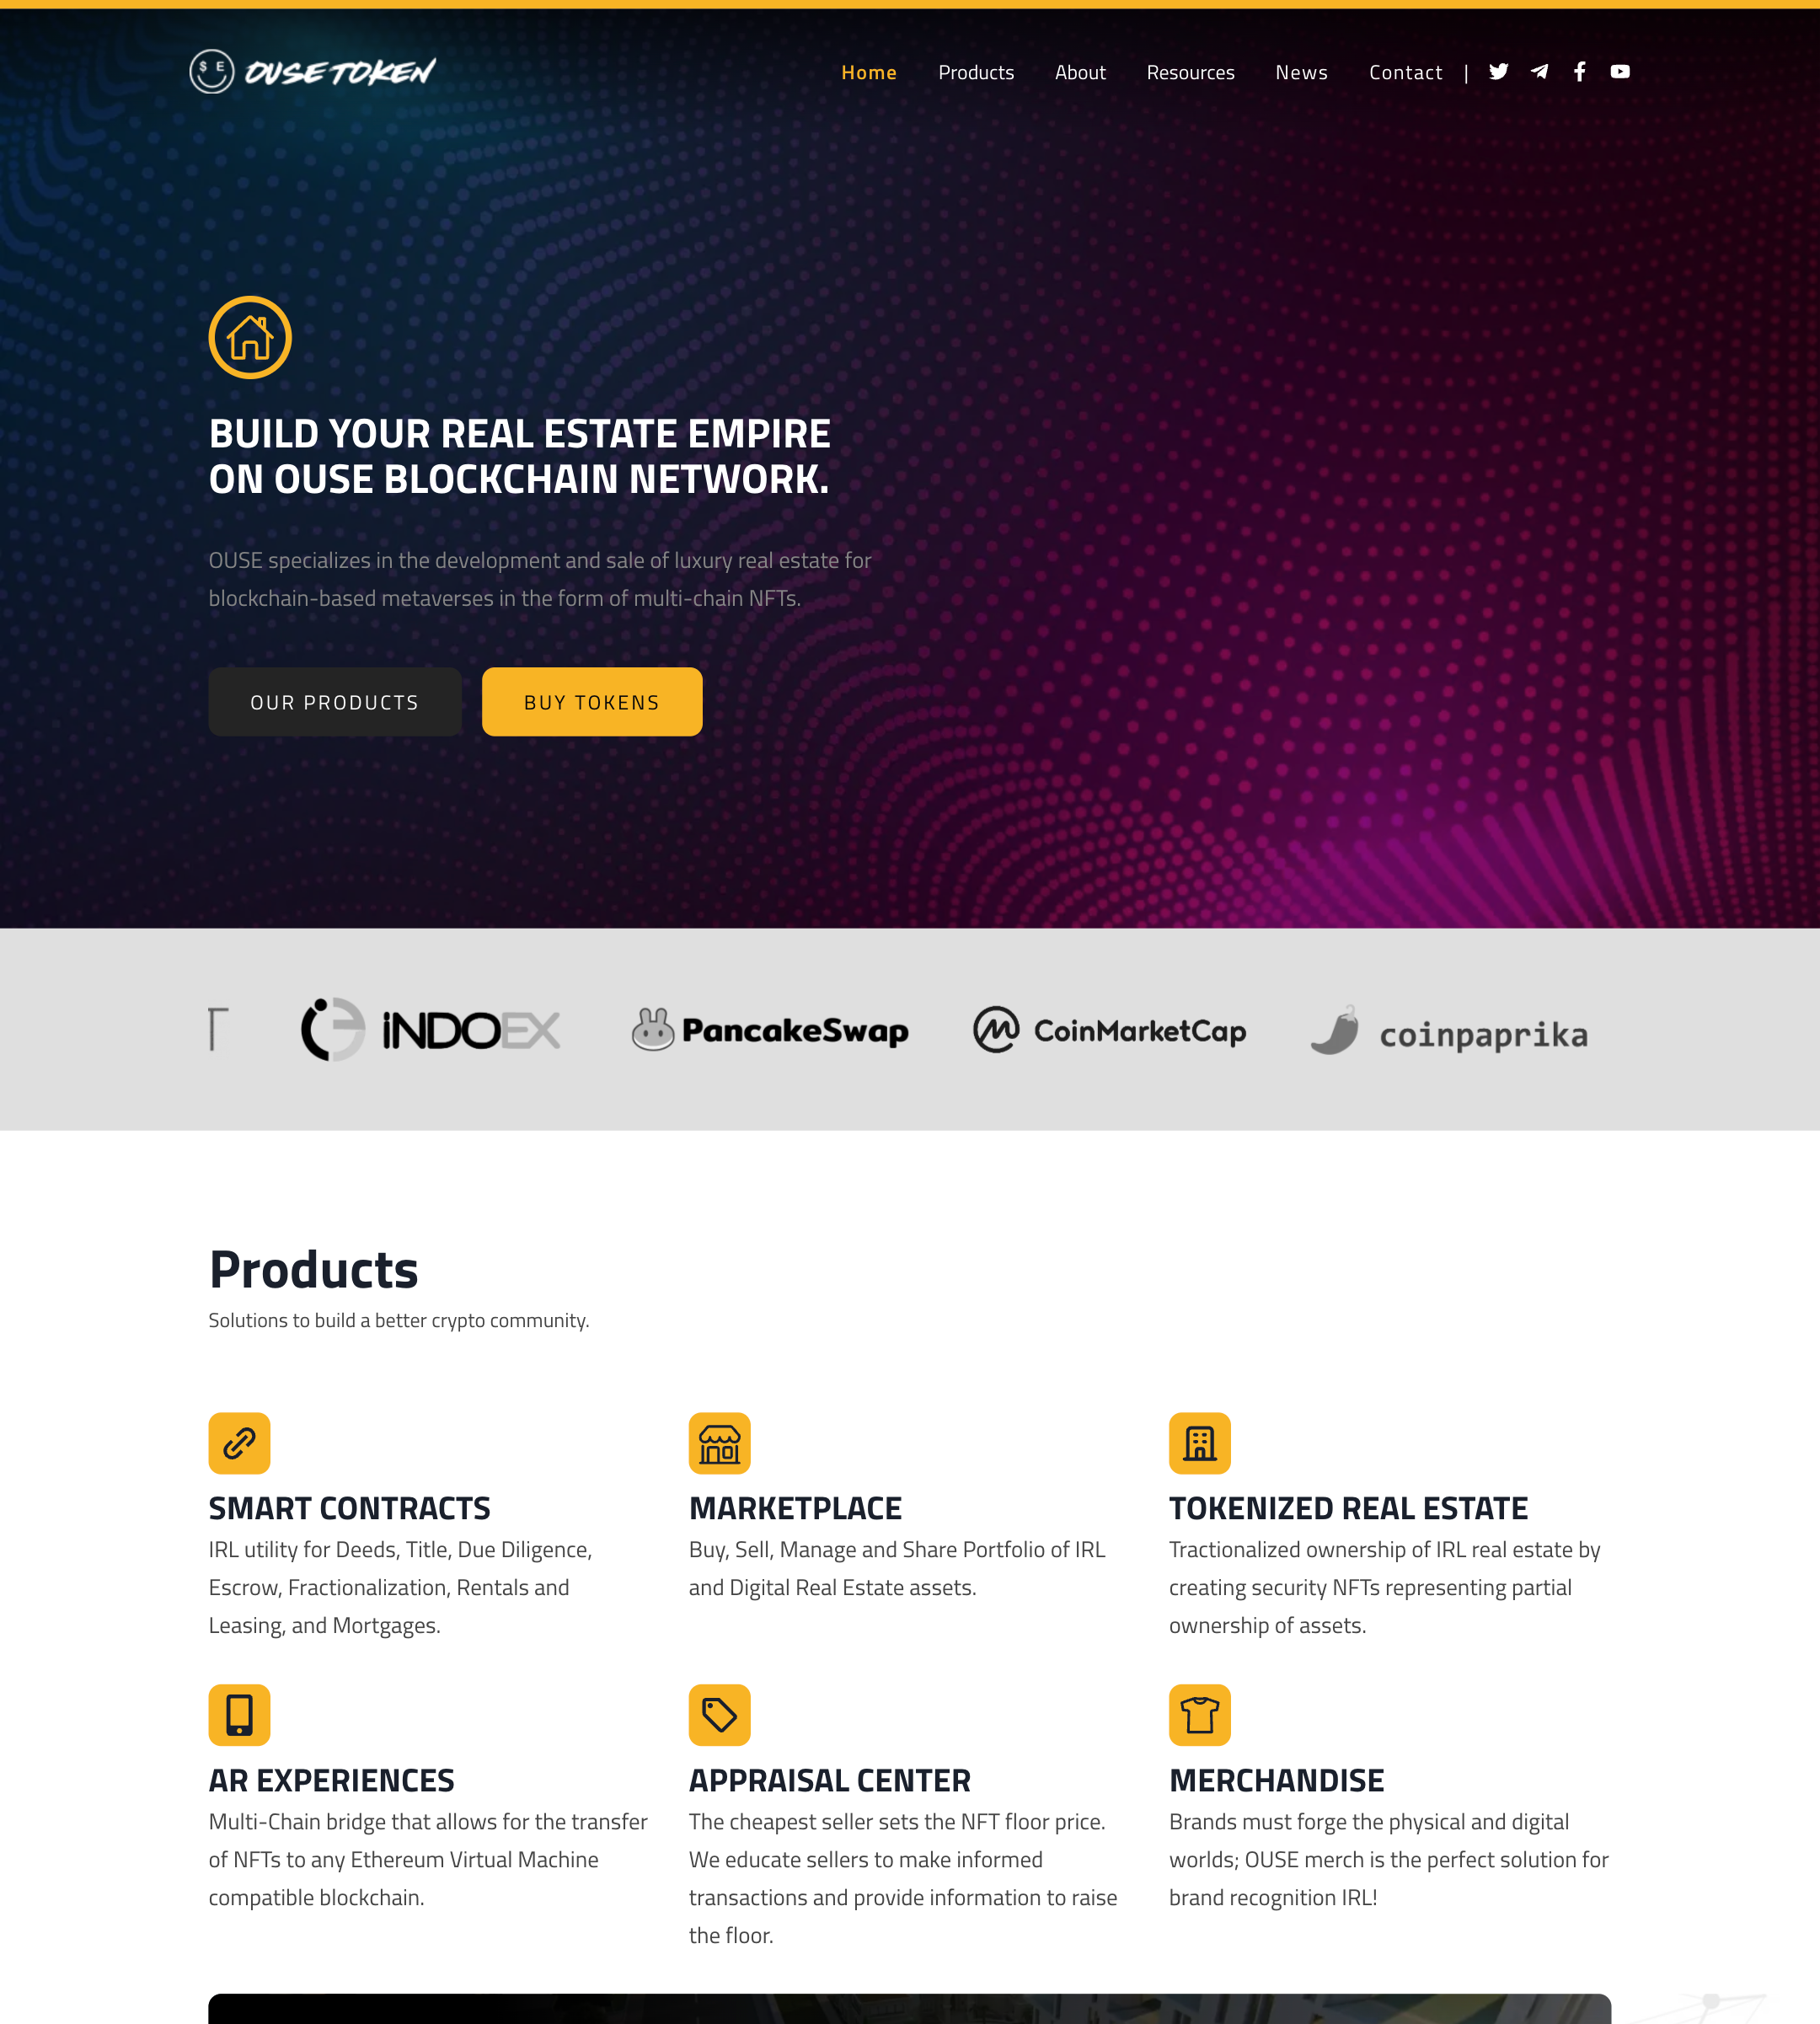 $ E OUSE TOKEN
Home Products About Resources News Contact |
BUILD YOUR REAL ESTATE EMPIRE
ON OUSE BLOCKCHAIN NETWORK.
OUSE specializes in the development and sale of luxury real estate for
blockchain-based metaverses in the form of multi-chain NFTs.
OUR PRODUCTS BUY TOKENS
T iNDOEX PancakeSwap CoinMarketCap coinpaprika
Products
Solutions to build a better crypto community.
SMART CONTRACTS
IRL utility for Deeds, Title, Due Diligence,
Escrow, Fractionalization, Rentals and
Leasing, and Mortgages.
MARKETPLACE
Buy, Sell, Manage and Share Portfolio of IRL
and Digital Real Estate assets.
TOKENIZED REAL ESTATE
Tractionalized ownership of IRL real estate by
creating security NFTs representing partial
ownership of assets.
AR EXPERIENCES
Multi-Chain bridge that allows for the transfer
of NFTs to any Ethereum Virtual Machine
compatible blockchain.
APPRAISAL CENTER
The cheapest seller sets the NFT floor price.
We educate sellers to make informed
transactions and provide information to raise
the floor.
MERCHANDISE
Brands must forge the physical and digital
worlds; OUSE merch is the perfect solution for
brand recognition IRL!